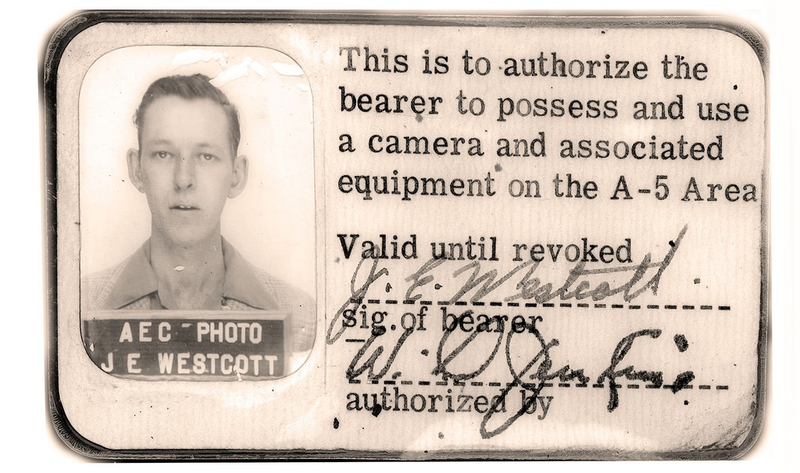 This is to authorize the
bearer to possess and use
a camera and associated
equipment on the A-5 Area
Valid until revoked
J. E. Westcott
sig. of bearer
W. Jenkins
authorized by
AEC - PHOTO
J E WESTCOTT